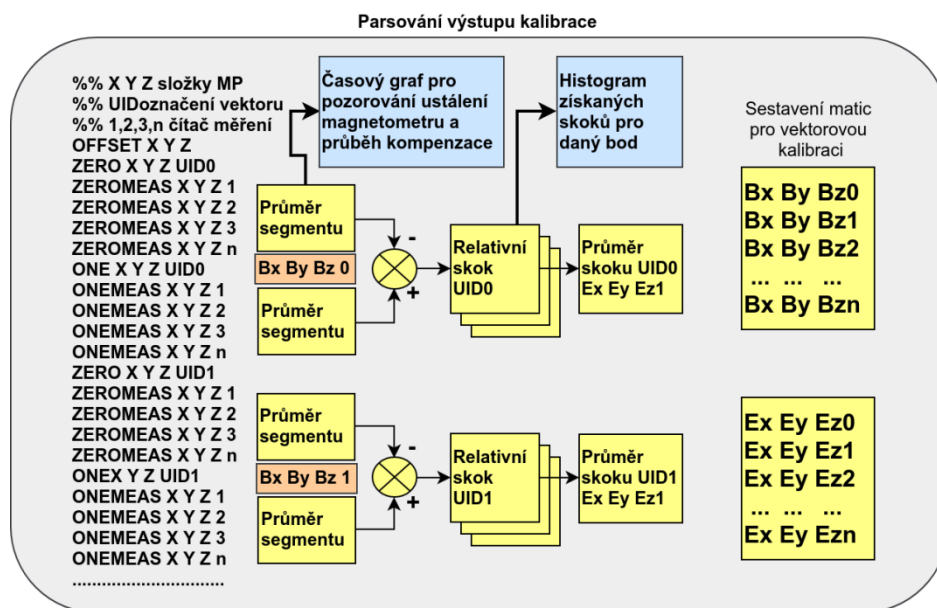 Parsování výstupu kalibrace
%% X Y Z složky MP
%% UIDoznačení vektoru
%% 1,2,3,n čítač měření
OFFSET X Y Z
ZERO X Y Z UID0
ZEROMEAS X Y Z 1
ZEROMEAS X Y Z 2
ZEROMEAS X Y Z 3
ZEROMEAS X Y Z n
ONE X Y Z UID0
ONEMEAS X Y Z 1
ONEMEAS X Y Z 2
ONEMEAS X Y Z 3
ONEMEAS X Y Z n
ZERO X Y Z UID1
ZEROMEAS X Y Z 1
ZEROMEAS X Y Z 2
ZEROMEAS X Y Z 3
ZEROMEAS X Y Z n
ONEX Y Z UID1
ONEMEAS X Y Z 1
ONEMEAS X Y Z 2
ONEMEAS X Y Z 3
ONEMEAS X Y Z n
................................
Časový graf pro
pozorování ustálení
magnetometru a
průběh kompenzace
Histogram
získaných
skoků pro
daný bod
Průměr
segmentu
Bx By Bz 0
Průměr
segmentu
-
+
Relativní
skok
UID0
Průměr
skoku UID0
Ex Ey Ez1
Průměr
segmentu
Bx By Bz 1
Průměr
segmentu
-
+
Relativní
skok
UID1
Průměr
skoku UID1
Ex Ey Ez1
Sestavení matic
pro vektorovou
kalibraci
Bx By Bz0
Bx By Bz1
Bx By Bz2
... ... ...
Bx By Bzn
Ex Ey Ez0
Ex Ey Ez1
Ex Ey Ez2
... ... ...
Ex Ey Ezn